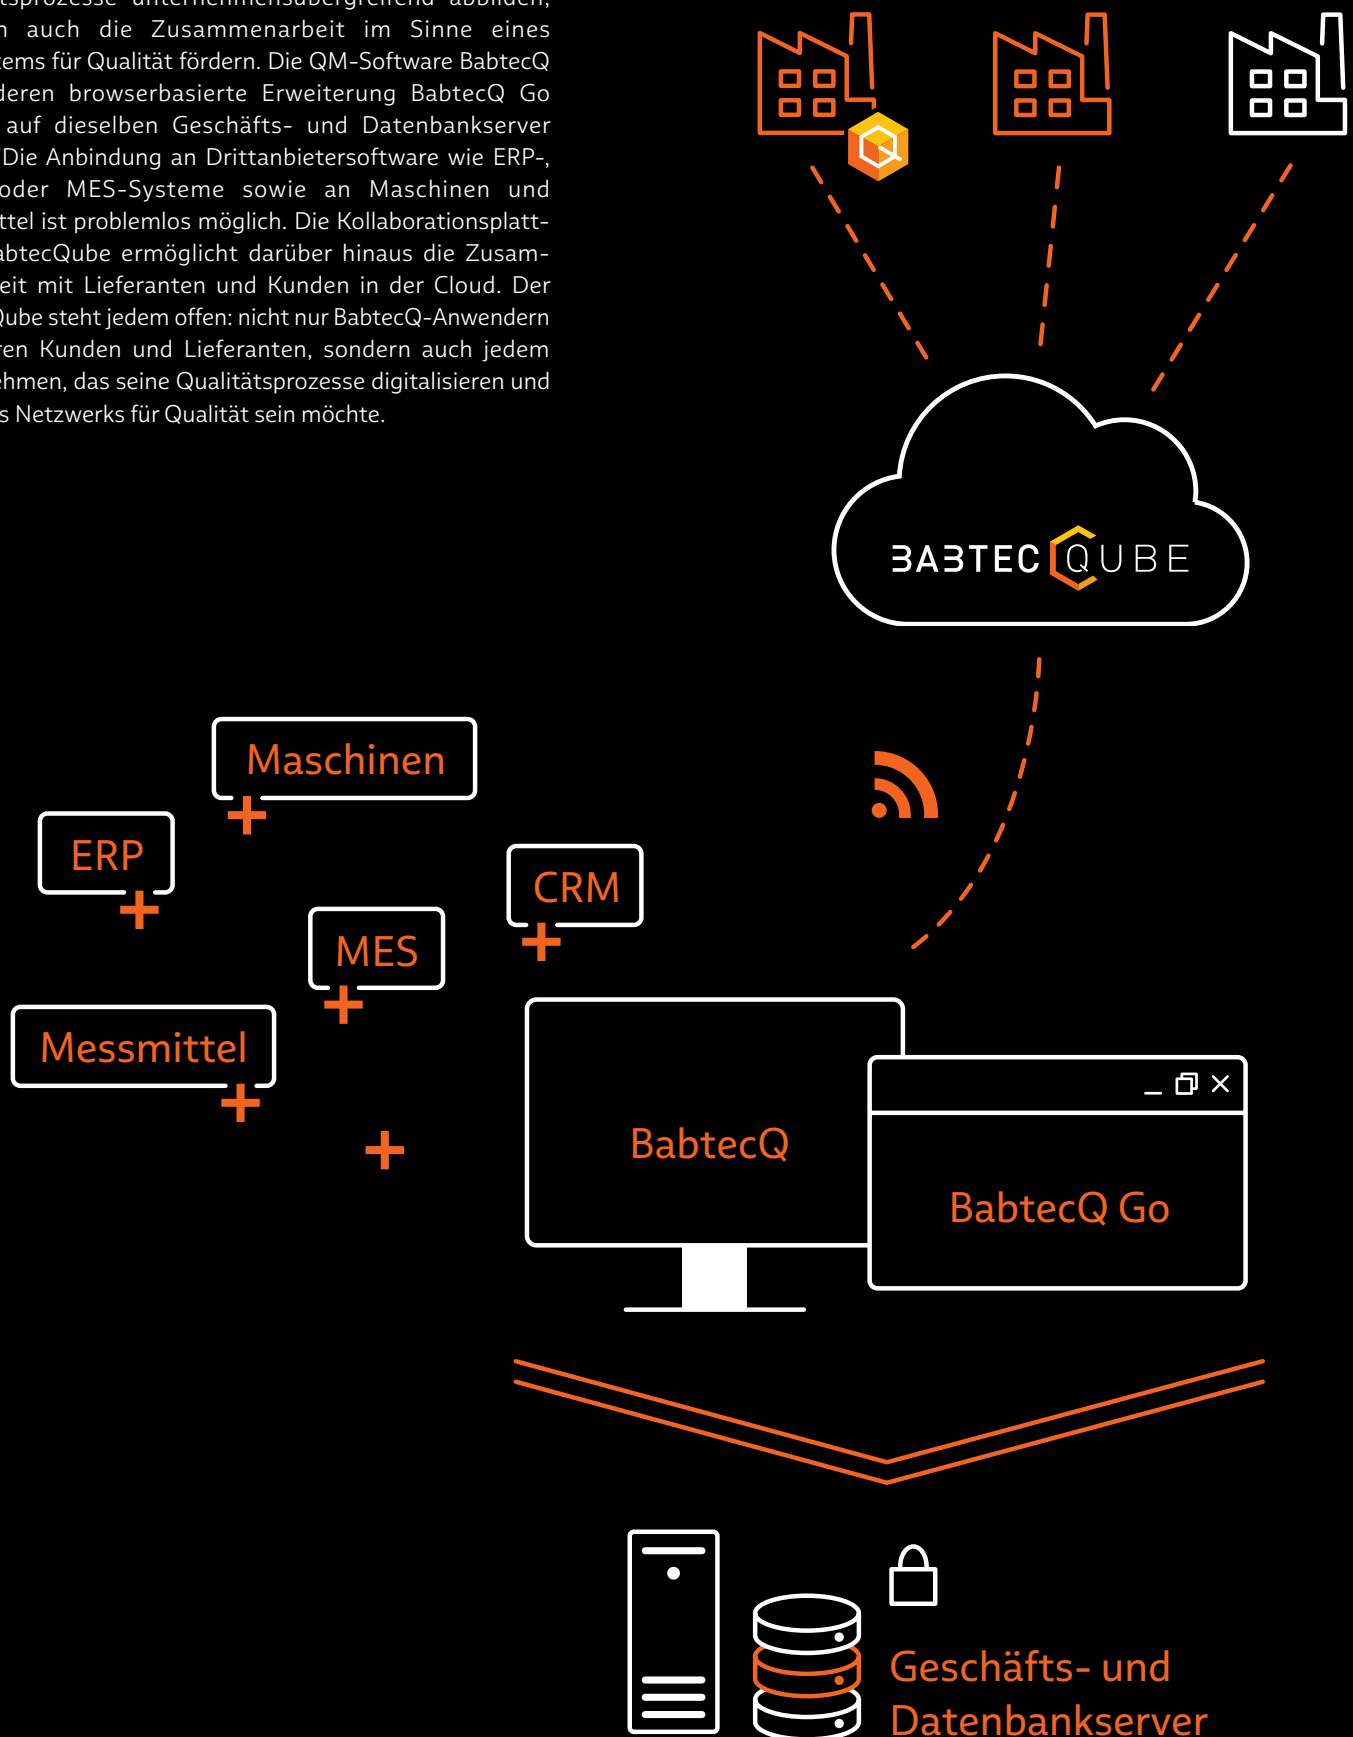 tsprozesse unternehmensübergreifend abbilden,
auch die Zusammenarbeit im Sinne eines
tems für Qualität fördern. Die QM-Software BabtecQ
deren browserbasierte Erweiterung BabtecQ Go
auf dieselben Geschäfts- und Datenbankserver
Die Anbindung an Drittanbietersoftware wie ERP-,
oder MES-Systeme sowie an Maschinen und
ttel ist problemlos möglich. Die Kollaborationsplatt-
abtecQube ermöglicht darüber hinaus die Zusam-
eit mit Lieferanten und Kunden in der Cloud. Der
Qube steht jedem offen: nicht nur BabtecQ-Anwendern
ren Kunden und Lieferanten, sondern auch jedem
ehmen, das seine Qualitätsprozesse digitalisieren und
s Netzwerks für Qualität sein möchte.
BABTEC QUBE
Maschinen
ERP
CRM
MES
Messmittel
BabtecQ
BabtecQ Go
Geschäfts- und
Datenbankserver